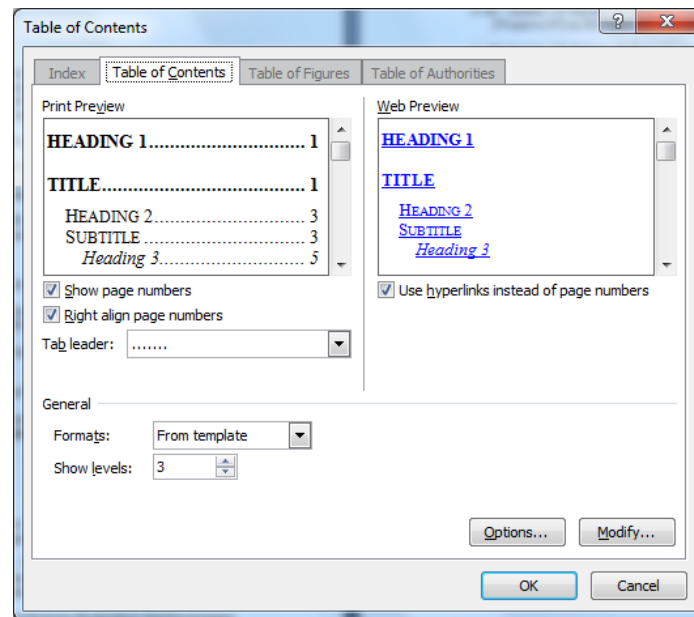 Table of Contents
Index Table of Contents Table of Figures Table of Authorities
Print Preview
HEADING 1............................... 1
TITLE....................................... 1
HEADING 2........................... 3
SUBTITLE ............................. 3
Heading 3.......................... 5
Show page numbers
Right align page numbers
Tab leader: .......
Web Preview
HEADING 1
TITLE
HEADING 2
SUBTITLE
Heading 3
Use hyperlinks instead of page numbers
General
Formats: From template
Show levels: 3
Options... Modify...
OK Cancel